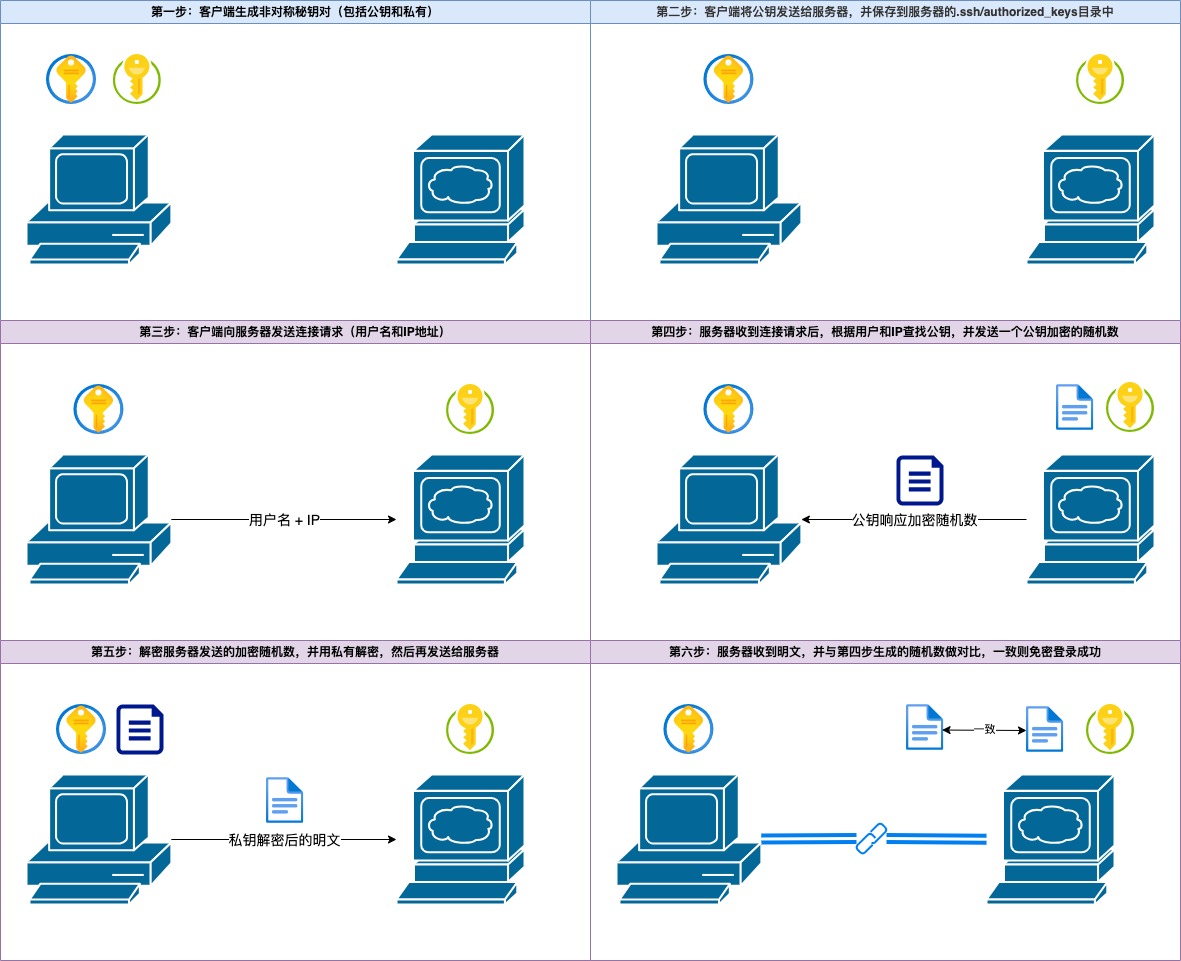 第一步：客户端生成非对称秘钥对（包括公钥和私有）
第二步：客户端将公钥发送给服务器，并保存到服务器的.ssh/authorized_keys目录中
第三步：客户端向服务器发送连接请求（用户名和IP地址）
第四步：服务器收到连接请求后，根据用户和IP查找公钥，并发送一个公钥加密的随机数
用户名 + IP
公钥响应加密随机数
第五步：解密服务器发送的加密随机数，并用私有解密，然后再发送给服务器
第六步：服务器收到明文，并与第四步生成的随机数做对比，一致则免密登录成功
一致
私钥解密后的明文